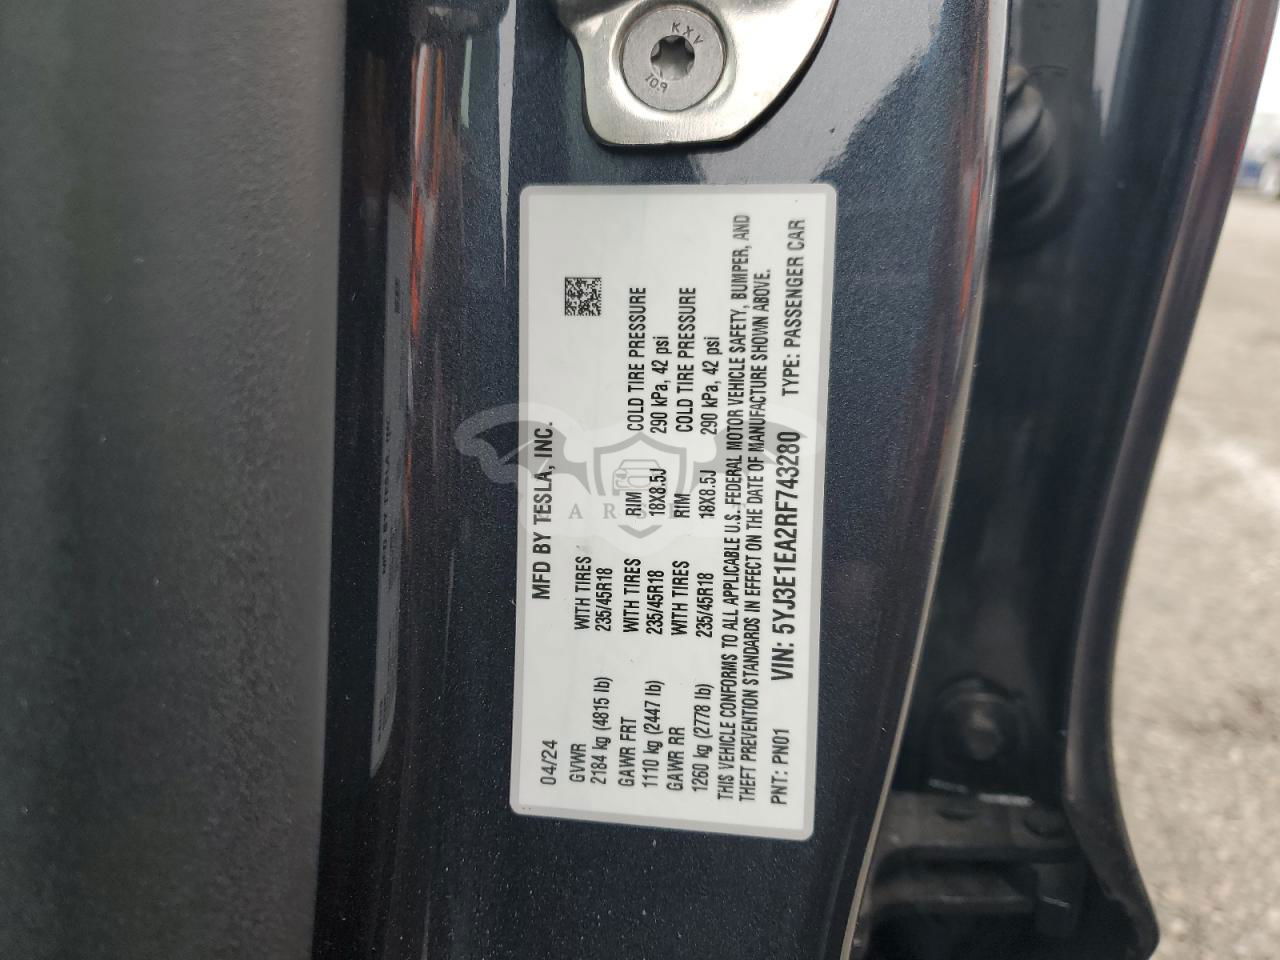 KXV
10.9
MFD BY TESLA, INC.
04/24
GVWR WITH TIRES RIM COLD TIRE PRESSURE
2184 kg (4815 lb) 235/45R18 18X8.5J 290 kPa, 42 psi
GAWR FRT WITH TIRES RIM COLD TIRE PRESSURE
1110 kg (2447 lb) 235/45R18 18X8.5J 290 kPa, 42 psi
GAWR RR WITH TIRES
1260 kg (2778 lb) 235/45R18
THIS VEHICLE CONFORMS TO ALL APPLICABLE U.S. FEDERAL MOTOR VEHICLE SAFETY, BUMPER, AND
THEFT PREVENTION STANDARDS IN EFFECT ON THE DATE OF MANUFACTURE SHOWN ABOVE.
PNT: PN01 VIN: 5YJ3E1EA2RF743280 TYPE: PASSENGER CAR